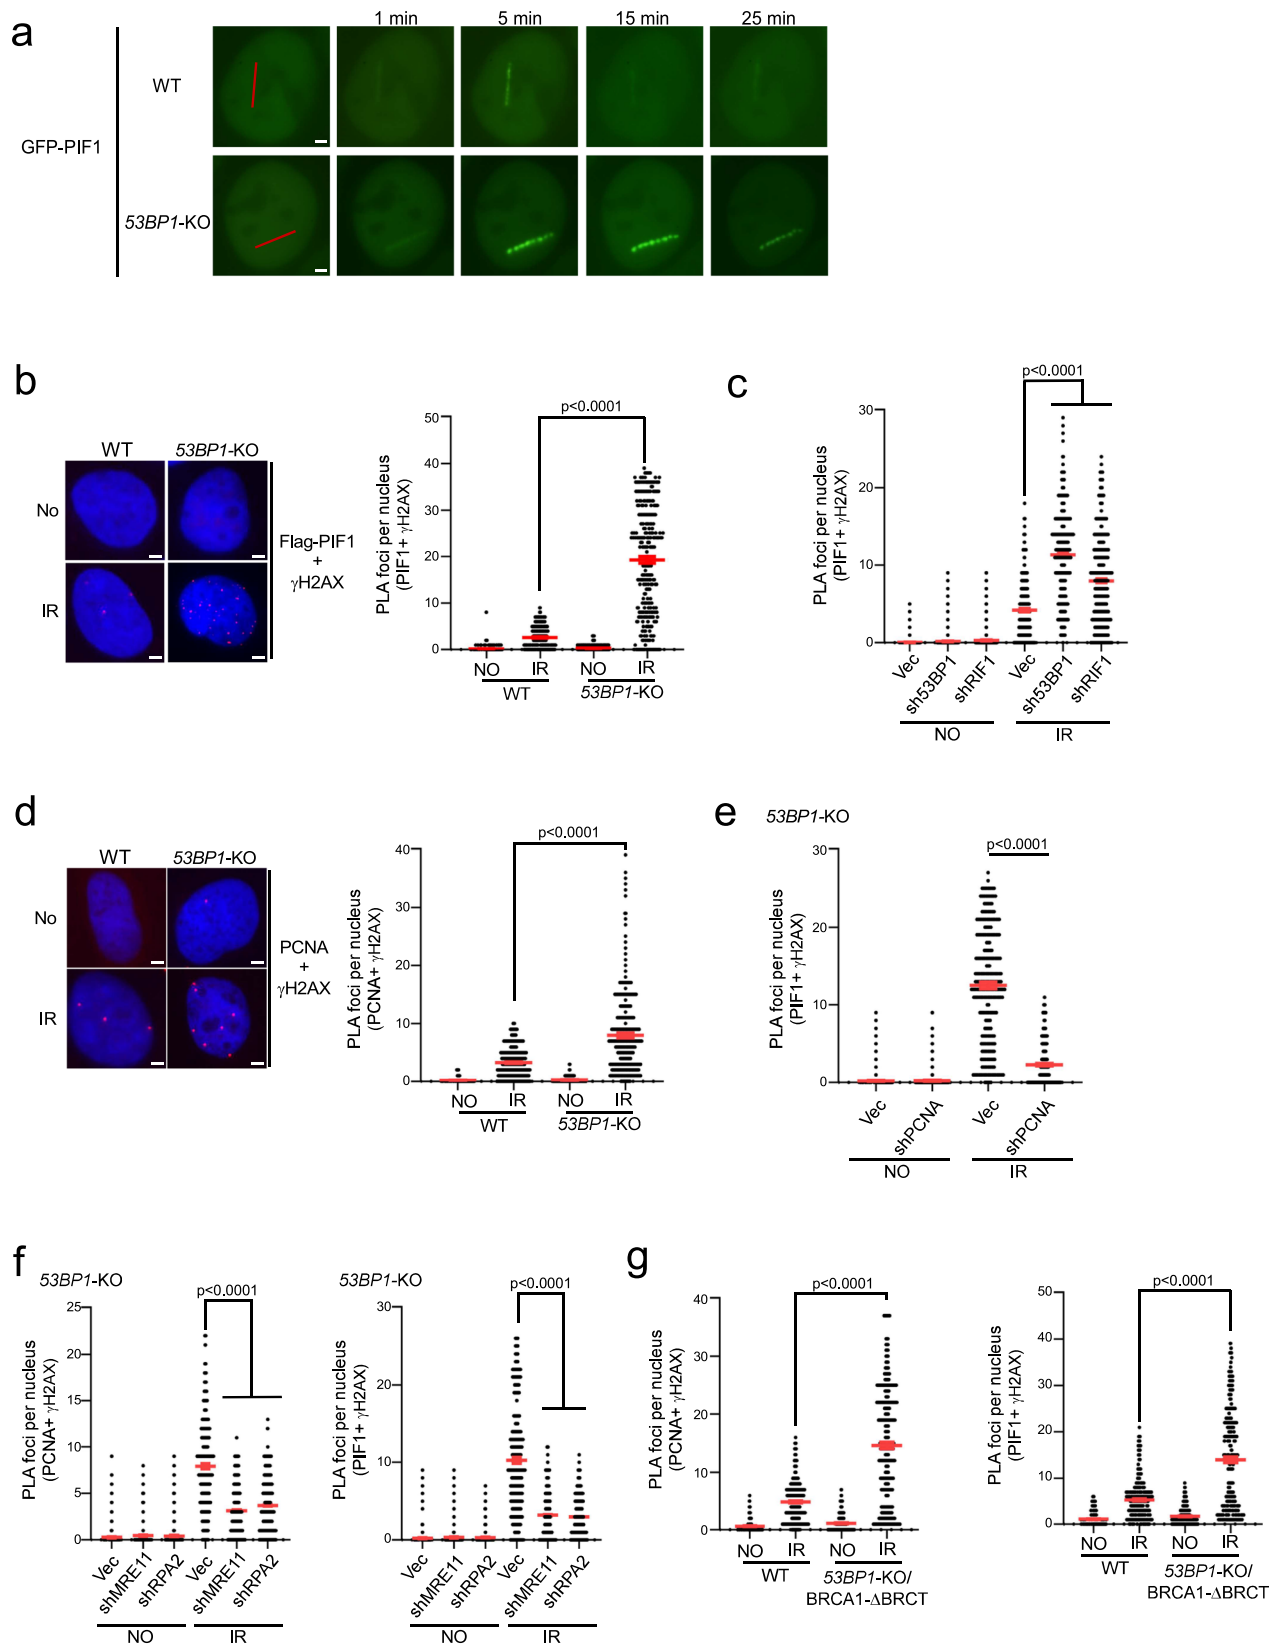 a
1 min 5 min 15 min 25 min
WT
GFP-PIF1
53BP1-KO
b
WT 53BP1-KO
No
IR
Flag-PIF1
+
γH2AX
PLA foci per nucleus
(PIF1+ γH2AX)
50
40
30
20
10
0
p<0.0001
NO IR NO IR
WT 53BP1-KO
c
p<0.0001
PLA foci per nucleus
(PIF1+ γH2AX)
30
20
10
0
Vec sh53BP1 shRIF1 Vec sh53BP1 shRIF1
NO IR
d
WT 53BP1-KO
No
IR
PCNA
+
γH2AX
PLA foci per nucleus
(PCNA+ γH2AX)
40
30
20
10
0
p<0.0001
NO IR NO IR
WT 53BP1-KO
e
53BP1-KO
p<0.0001
PLA foci per nucleus
(PIF1+ γH2AX)
30
20
10
0
Vec shPCNA Vec shPCNA
NO IR
f
53BP1-KO
p<0.0001
PLA foci per nucleus
(PCNA+ γH2AX)
25
20
15
10
5
0
Vec shMRE11 shRPA2 Vec shMRE11 shRPA2
NO IR
53BP1-KO
p<0.0001
PLA foci per nucleus
(PIF1+ γH2AX)
30
20
10
0
Vec shMRE11 shRPA2 Vec shMRE11 shRPA2
NO IR
g
p<0.0001
PLA foci per nucleus
(PCNA+ γH2AX)
40
30
20
10
0
NO IR NO IR
WT 53BP1-KO/
BRCA1-ΔBRCT
p<0.0001
PLA foci per nucleus
(PIF1+ γH2AX)
50
40
30
20
10
0
NO IR NO IR
WT 53BP1-KO/
BRCA1-ΔBRCT